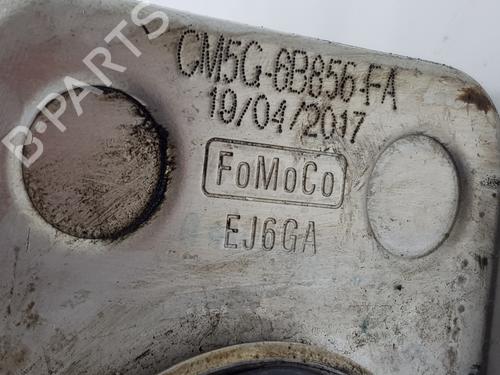 CM5G-6B856-FA
19/04/2017
FoMoCo
EJ6GA
B-PARTS